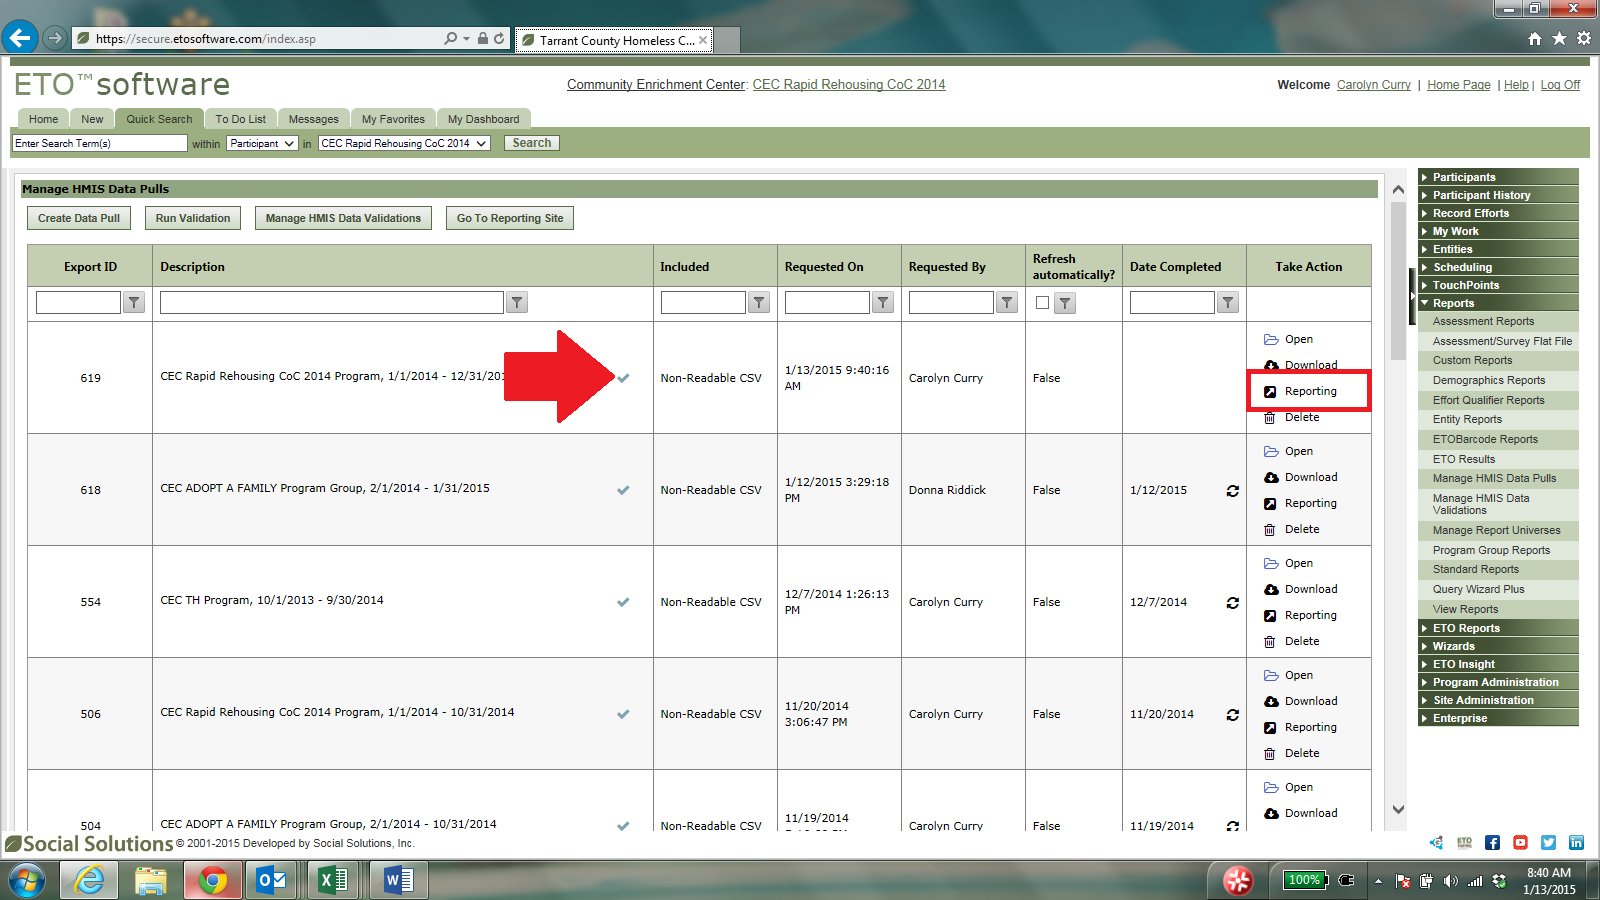 https://secure.etosoftware.com/index.asp
Tarrant County Homeless C...
ETO™software
Community Enrichment Center: CEC Rapid Rehousing CoC 2014
Welcome Carolyn Curry | Home Page | Help | Log Off
Home New Quick Search To Do List Messages My Favorites My Dashboard
Enter Search Term(s) within Participant in CEC Rapid Rehousing CoC 2014 Search
Manage HMIS Data Pulls
Create Data Pull Run Validation Manage HMIS Data Validations Go To Reporting Site
Export ID Description Included Requested On Requested By Refresh automatically? Date Completed Take Action
619 CEC Rapid Rehousing CoC 2014 Program, 1/1/2014 - 12/31/201 Non-Readable CSV 1/13/2015 9:40:16 AM Carolyn Curry False
Open
Download
Reporting
Delete
618 CEC ADOPT A FAMILY Program Group, 2/1/2014 - 1/31/2015 Non-Readable CSV 1/12/2015 3:29:18 PM Donna Riddick False 1/12/2015
Open
Download
Reporting
Delete
554 CEC TH Program, 10/1/2013 - 9/30/2014 Non-Readable CSV 12/7/2014 1:26:13 PM Carolyn Curry False 12/7/2014
Open
Download
Reporting
Delete
506 CEC Rapid Rehousing CoC 2014 Program, 1/1/2014 - 10/31/2014 Non-Readable CSV 11/20/2014 3:06:47 PM Carolyn Curry False 11/20/2014
Open
Download
Reporting
Delete
504 CEC ADOPT A FAMILY Program Group, 2/1/2014 - 10/31/2014 Non-Readable CSV 11/19/2014 Carolyn Curry False 11/19/2014
Open
Download
Participants
Participant History
Record Efforts
My Work
Entities
Scheduling
TouchPoints
Reports
Assessment Reports
Assessment/Survey Flat File
Custom Reports
Demographics Reports
Effort Qualifier Reports
Entity Reports
ETOBarcode Reports
ETO Results
Manage HMIS Data Pulls
Manage HMIS Data
Validations
Manage Report Universes
Program Group Reports
Standard Reports
Query Wizard Plus
View Reports
ETO Reports
Wizards
ETO Insight
Program Administration
Site Administration
Enterprise
Social Solutions © 2001-2015 Developed by Social Solutions, Inc.
100%
8:40 AM
1/13/2015